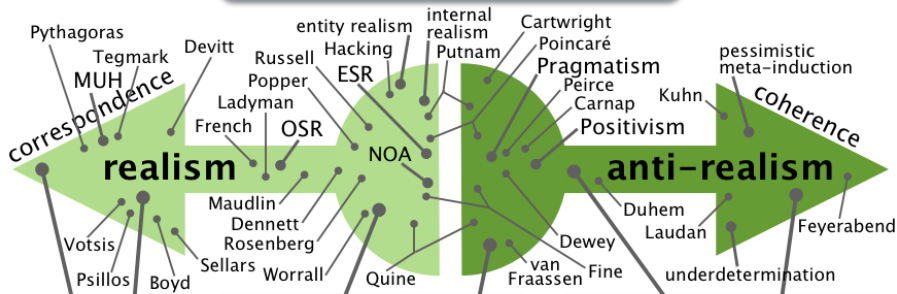 Pythagoras
Tegmark
MUH
correspondence
Devitt
realism
Votsis
Psillos
Boyd
Sellars
entity realism
Hacking
Russell
ESR
Popper
Ladyman
French
OSR
NOA
Maudlin
Dennett
Rosenberg
Worrall
Quine
internal
realism
Putnam
Cartwright
Poincaré
Pragmatism
Peirce
Carnap
Positivism
anti-realism
Duhem
Dewey
Fine
van
Fraassen
pessimistic
meta-induction
Kuhn
coherence
Laudan
Feyerabend
underdetermination